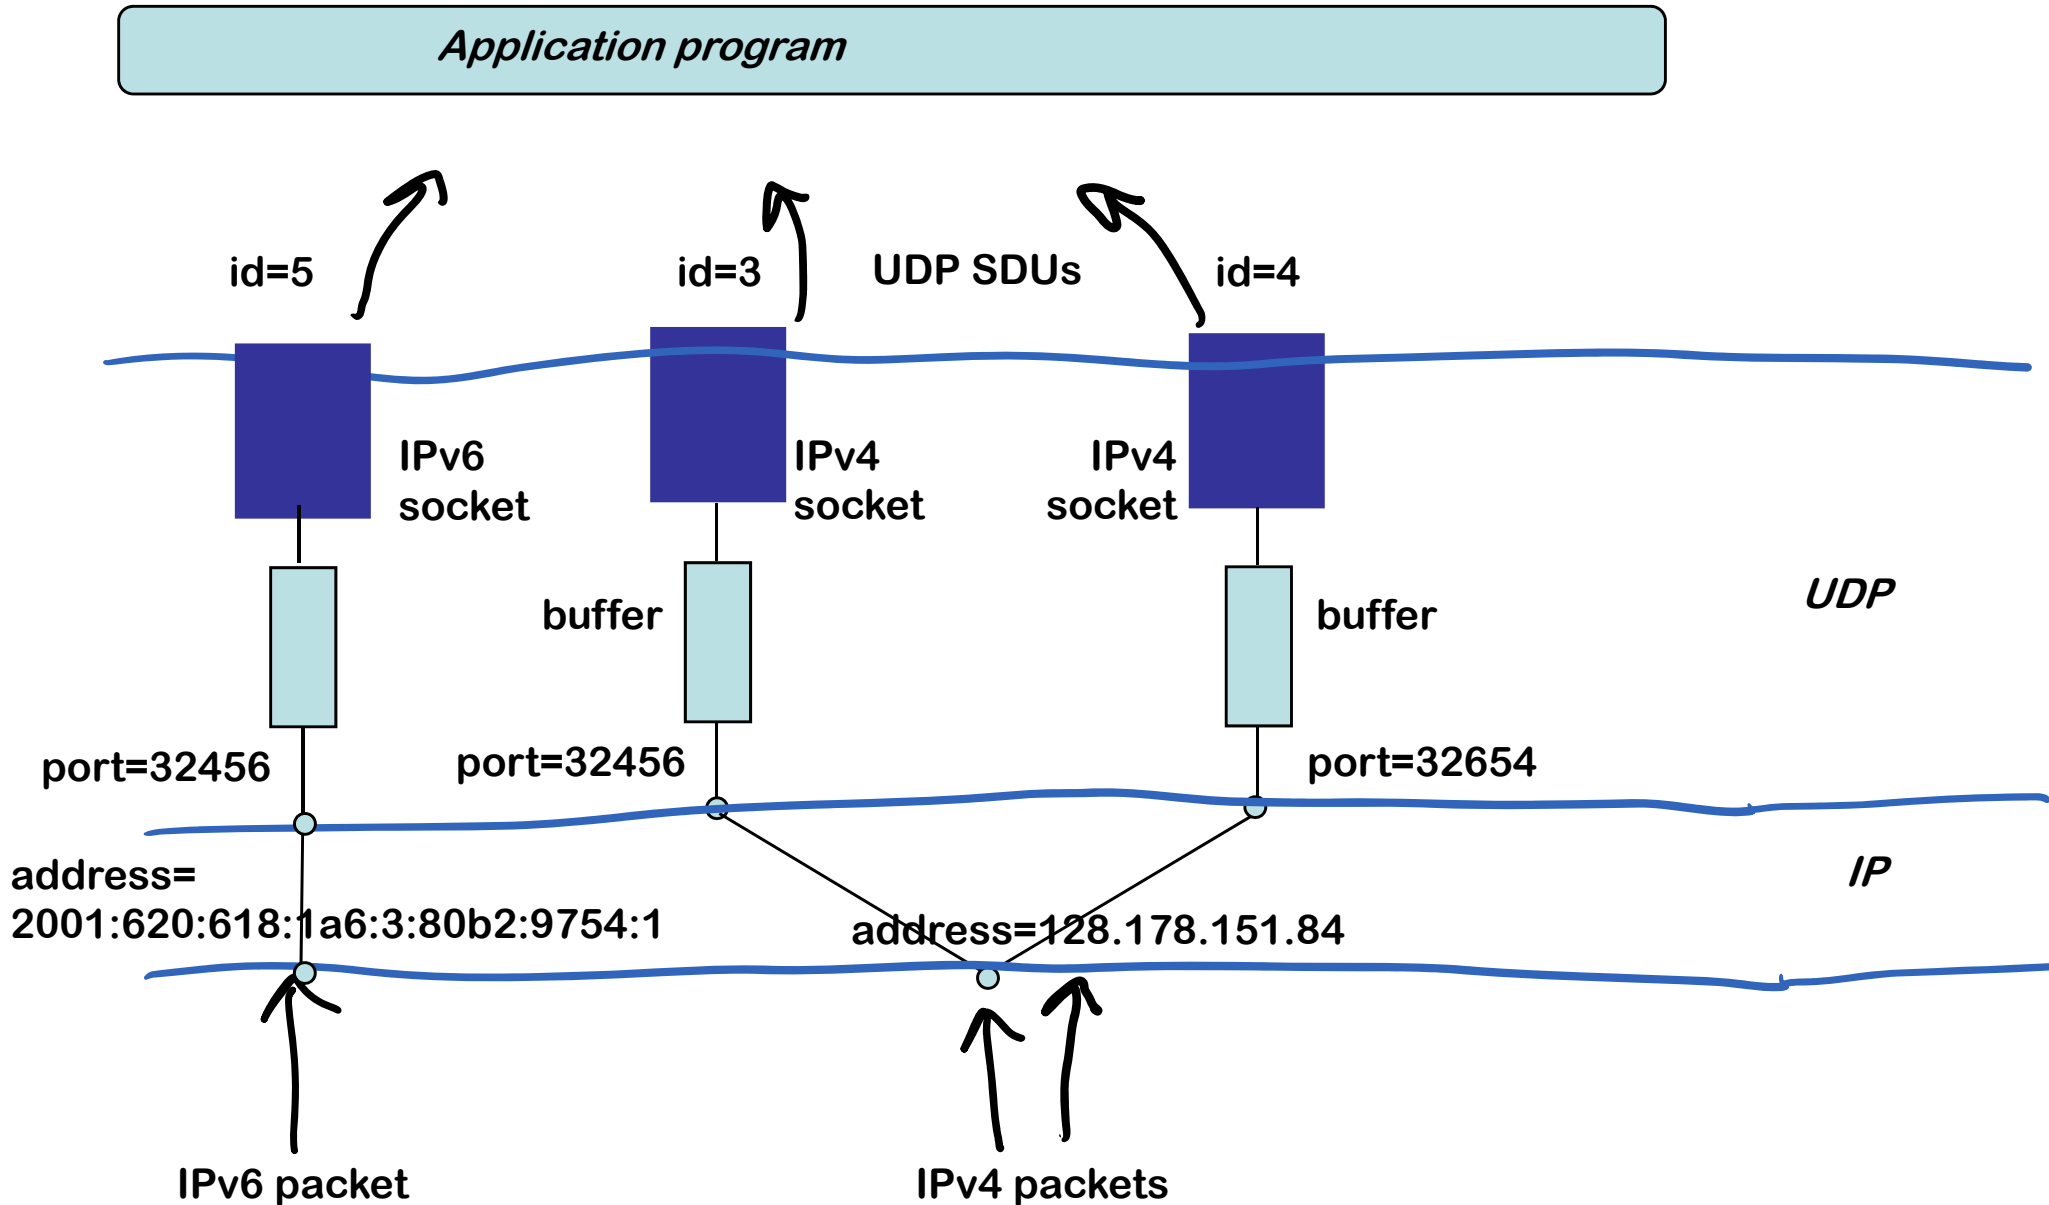 Application program
id=5
id=3
UDP SDUs
id=4
IPv6
socket
IPv4
socket
IPv4
socket
buffer
buffer
UDP
port=32456
port=32456
port=32654
address=
2001:620:618:1a6:3:80b2:9754:1
IP
address=128.178.151.84
IPv6 packet
IPv4 packets